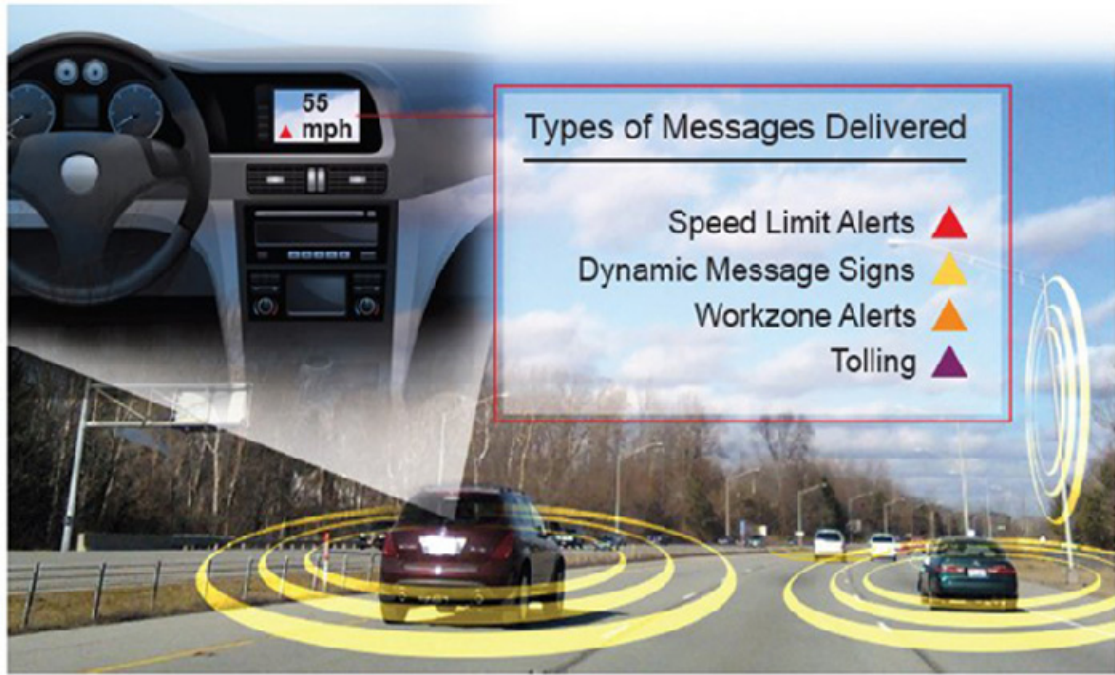 55
mph
Types of Messages Delivered
Speed Limit Alerts
Dynamic Message Signs
Workzone Alerts
Tolling